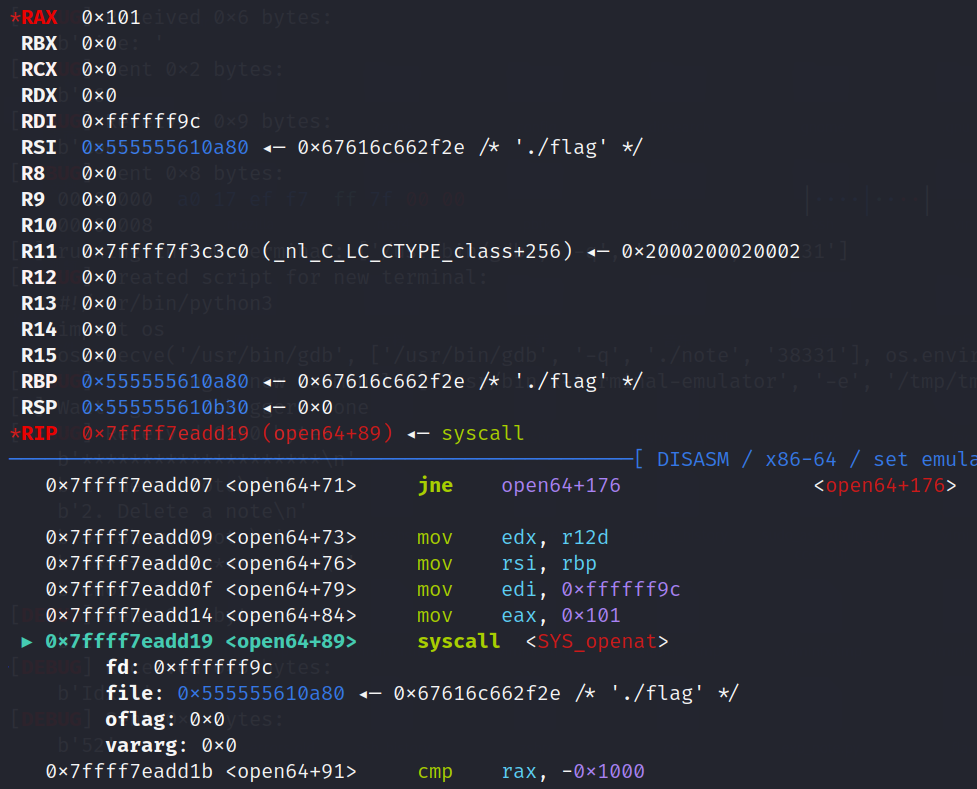 *RAX  0x101
RBX  0x0
RCX  0x0
RDX  0x0
RDI  0xffffff9c
RSI  0x555555610a80 ◂— 0x67616c662f2e /* './flag' */
R8   0x0
R9   0x0
R10  0x0
R11  0x7ffff7f3c3c0 (_nl_C_LC_CTYPE_class+256) ◂— 0x2000200020002
R12  0x0
R13  0x0
R14  0x0
R15  0x0
RBP  0x555555610a80 ◂— 0x67616c662f2e /* './flag' */
RSP  0x555555610b30 ◂— 0x0
*RIP  0x7ffff7eadd19 (open64+89) ◂— syscall
[ DISASM / x86-64 / set emula
0x7ffff7eadd07 <open64+71>     jne    open64+176                <open64+176>
0x7ffff7eadd09 <open64+73>     mov    edx, r12d
0x7ffff7eadd0c <open64+76>     mov    rsi, rbp
0x7ffff7eadd0f <open64+79>     mov    edi, 0xffffff9c
0x7ffff7eadd14 <open64+84>     mov    eax, 0x101
► 0x7ffff7eadd19 <open64+89>     syscall  <SYS_openat>
fd: 0xffffff9c
file: 0x555555610a80 ◂— 0x67616c662f2e /* './flag' */
oflag: 0x0
vararg: 0x0
0x7ffff7eadd1b <open64+91>     cmp    rax, -0x1000